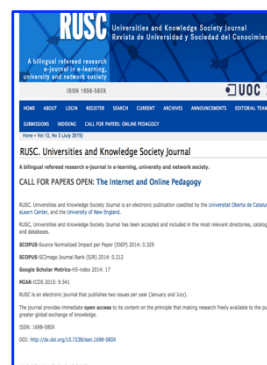 RUSC
Universities and Knowledge Society Journal
Revista de Universidad y Sociedad del Conocimien
A bilingual refereed research
e-journal in e-learning,
university and network society
ISSN 1698-580X
UOC
HOME ABOUT LOGIN REGISTER SEARCH CURRENT ARCHIVES ANNOUNCEMENTS EDITORIAL TEAM
SUBMISSIONS INDEXING CALL FOR PAPERS: ONLINE PEDAGOGY
Home > Vol 12, No 3 (July 2015)
RUSC. Universities and Knowledge Society Journal
A bilingual refereed research e-journal in e-learning, university and network society.
CALL FOR PAPERS OPEN: The Internet and Online Pedagogy
RUSC, Universities and Knowledge Society Journal is an electronic publication coedited by the Universitat Oberta de Catalun
eLearn Center, and the University of New England.
RUSC, Universities and Knowledge Society Journal has been accepted and included in the most relevant directories, catalog
and databases.
SCOPUS-Source Normalized Impact per Paper (SNIP) 2014: 0.329
SCOPUS-SCImago Journal Rank (SJR) 2014: 0.212
Google Scholar Metrics-H5-index 2014: 17
MIAR-ICDS 2015: 9.541
RUSC is an electronic journal that publishes two issues per year (January and July).
The journal provides immediate open access to its content on the principle that making research freely available to the pu
greater global exchange of knowledge.
ISSN: 1698-580X
DOI: http://dx.doi.org/13.7238/issn.1698-580X